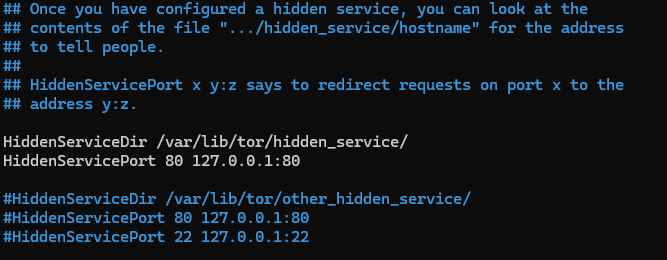 ## Once you have configured a hidden service, you can look at the
## contents of the file ".../hidden_service/hostname" for the address
## to tell people.
##
## HiddenServicePort x y:z says to redirect requests on port x to the
## address y:z.
HiddenServiceDir /var/lib/tor/hidden_service/
HiddenServicePort 80 127.0.0.1:80
#HiddenServiceDir /var/lib/tor/other_hidden_service/
#HiddenServicePort 80 127.0.0.1:80
#HiddenServicePort 22 127.0.0.1:22